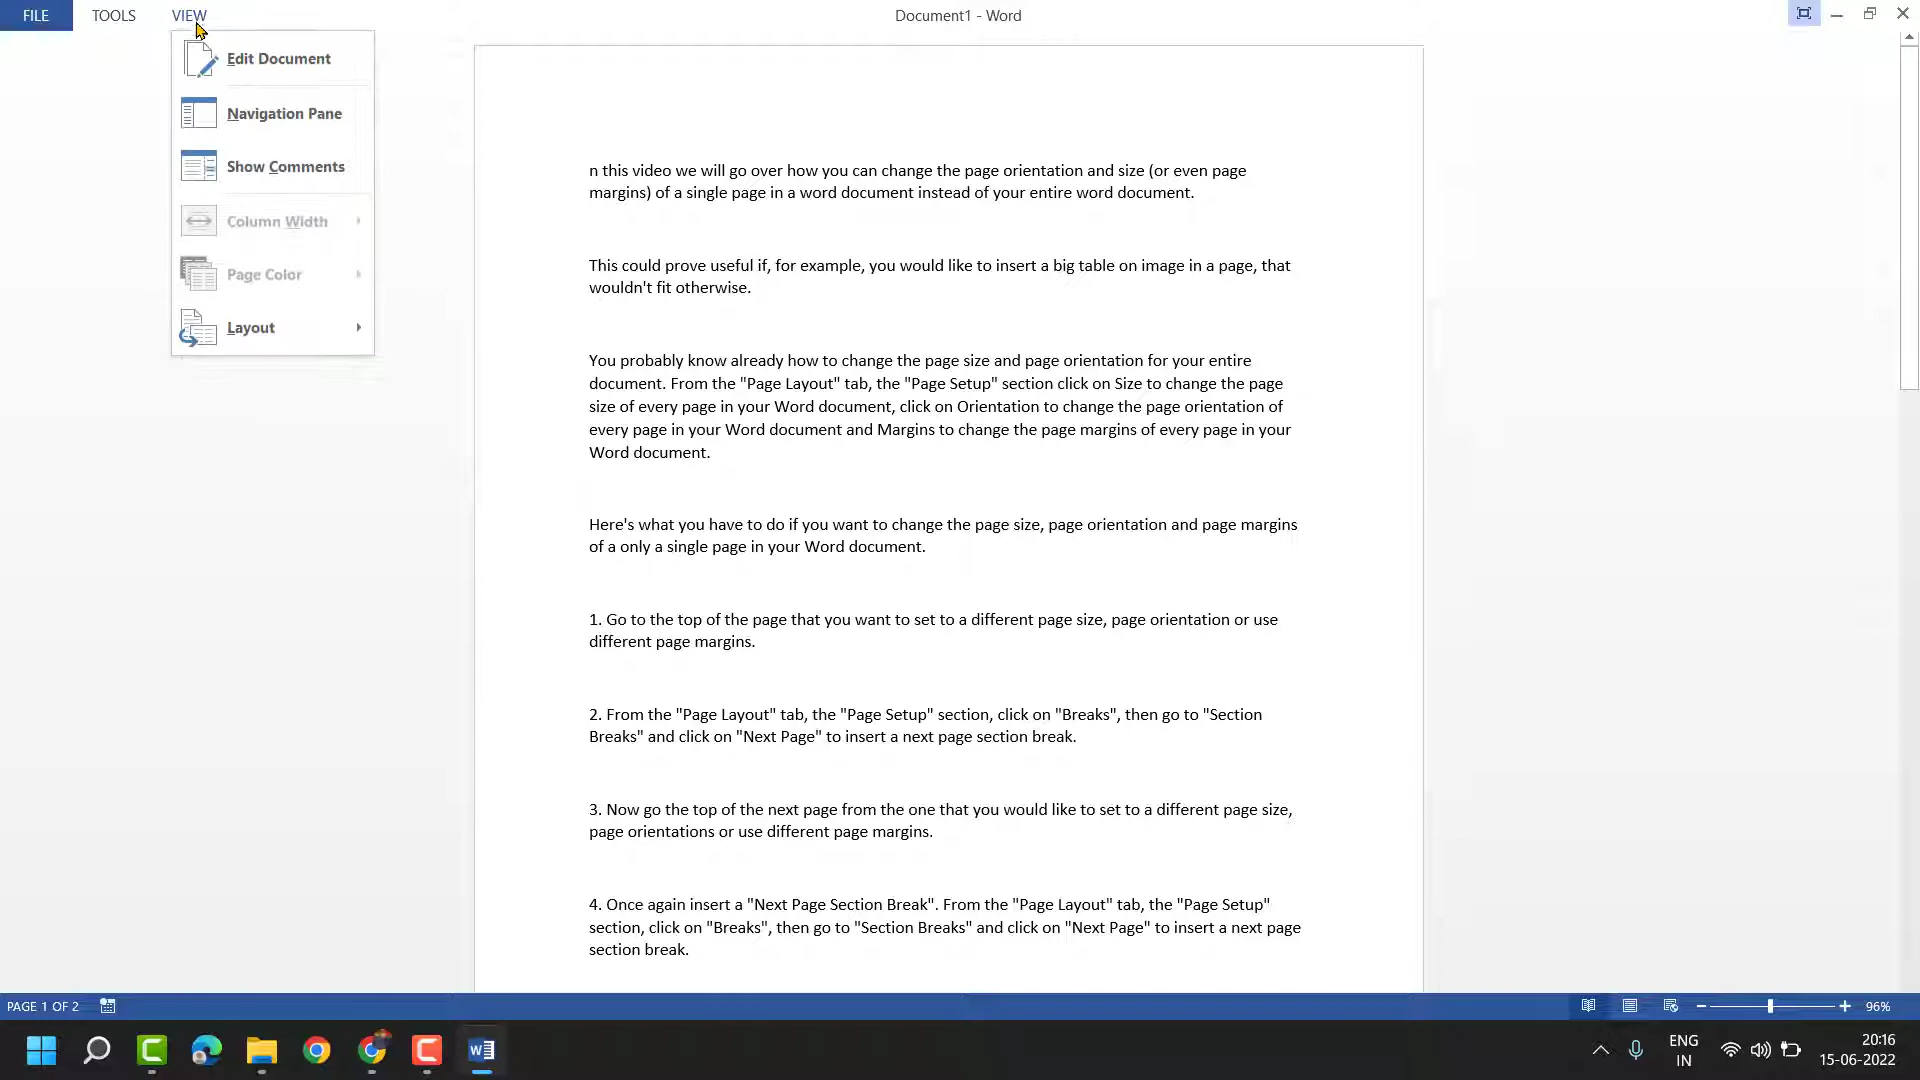 FILE TOOLS VIEW Document1 - Word
Edit Document
Navigation Pane
Show Comments
Column Width
Page Color
Layout
n this video we will go over how you can change the page orientation and size (or even page
margins) of a single page in a word document instead of your entire word document.
This could prove useful if, for example, you would like to insert a big table on image in a page, that
wouldn't fit otherwise.
You probably know already how to change the page size and page orientation for your entire
document. From the "Page Layout" tab, the "Page Setup" section click on Size to change the page
size of every page in your Word document, click on Orientation to change the page orientation of
every page in your Word document and Margins to change the page margins of every page in your
Word document.
Here's what you have to do if you want to change the page size, page orientation and page margins
of a only a single page in your Word document.
1. Go to the top of the page that you want to set to a different page size, page orientation or use
different page margins.
2. From the "Page Layout" tab, the "Page Setup" section, click on "Breaks", then go to "Section
Breaks" and click on "Next Page" to insert a next page section break.
3. Now go the top of the next page from the one that you would like to set to a different page size,
page orientations or use different page margins.
4. Once again insert a "Next Page Section Break". From the "Page Layout" tab, the "Page Setup"
section, click on "Breaks", then go to "Section Breaks" and click on "Next Page" to insert a next page
section break.
PAGE 1 OF 2 96%
ENG 20:16
IN 15-06-2022